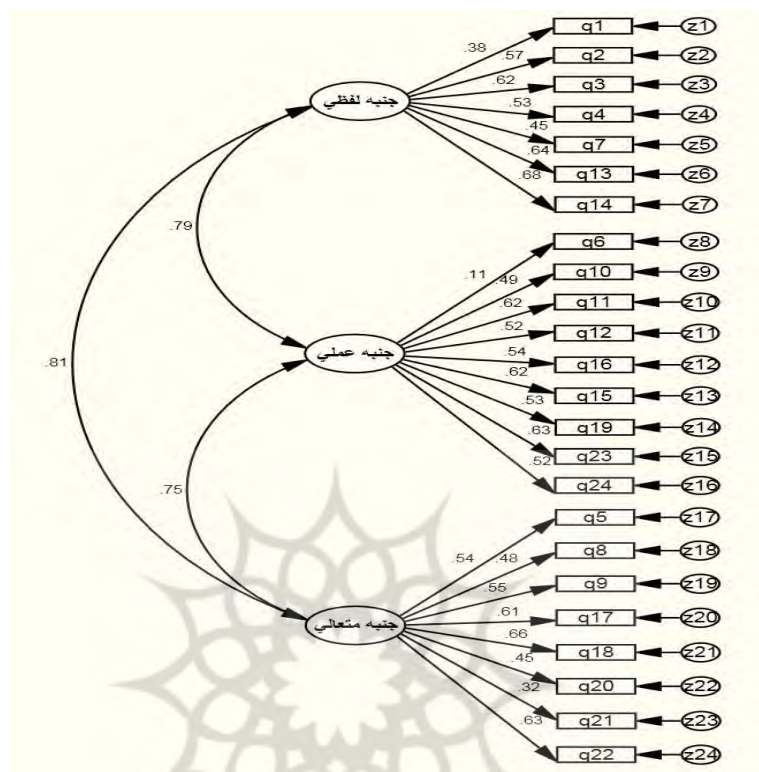 q1 z1
.38
q2 z2
.57
q3 z3
.62
جنبه لفظي
q4 z4
.53
q7 z5
.45
q13 z6
.64
q14 z7
.68
.79
q6 z8
.11
q10 z9
.49
q11 z10
.62
q12 z11
.52
جنبه عملي
q16 z12
.54
.81
q15 z13
.62
q19 z14
.53
q23 z15
.63
q24 z16
.52
.75
q5 z17
.54
q8 z18
.48
q9 z19
.55
q17 z20
.61
جنبه متعالي
q18 z21
.66
q20 z22
.45
q21 z23
.32
q22 z24
.63